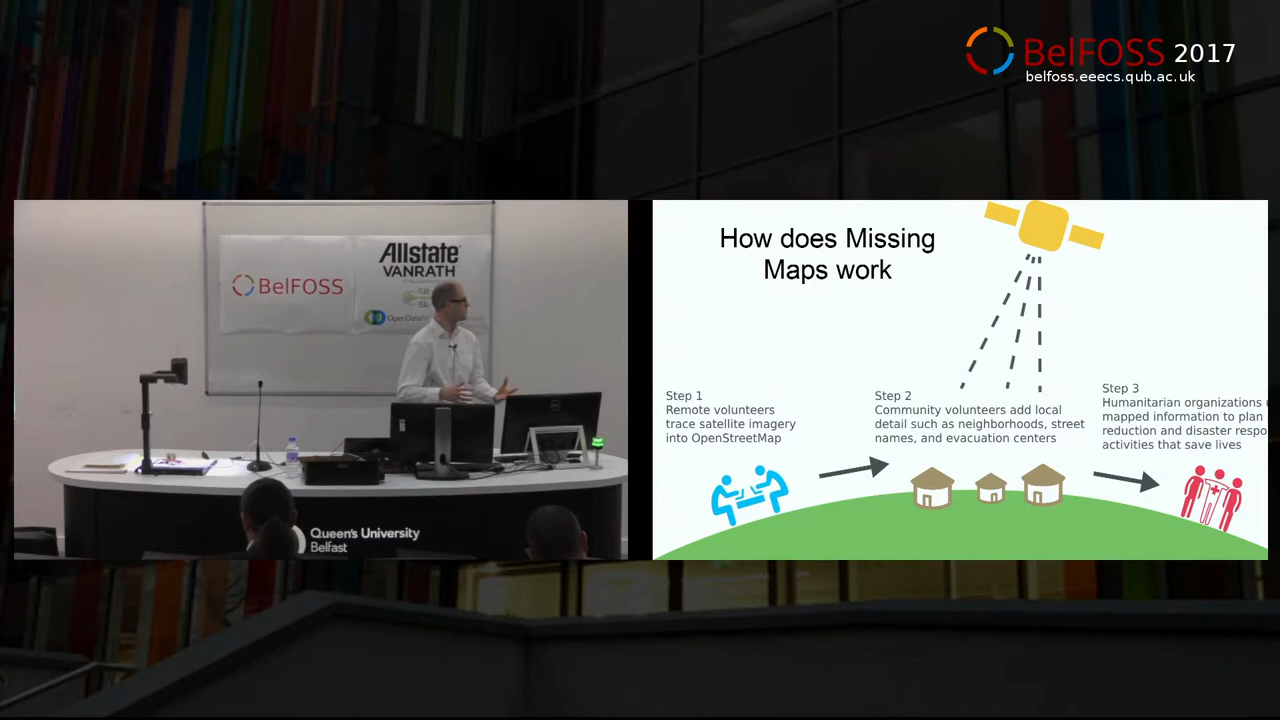 BelFOSS 2017
belfoss.eeecs.qub.ac.uk
BelFOSS
Allstate
VANRATH
DELL
Queen's University
Belfast
How does Missing
Maps work
Step 1
Remote volunteers
trace satellite imagery
into OpenStreetMap
Step 2
Community volunteers add local
detail such as neighborhoods, street
names, and evacuation centers
Step 3
Humanitarian organizations
mapped information to plan
reduction and disaster respo
activities that save lives